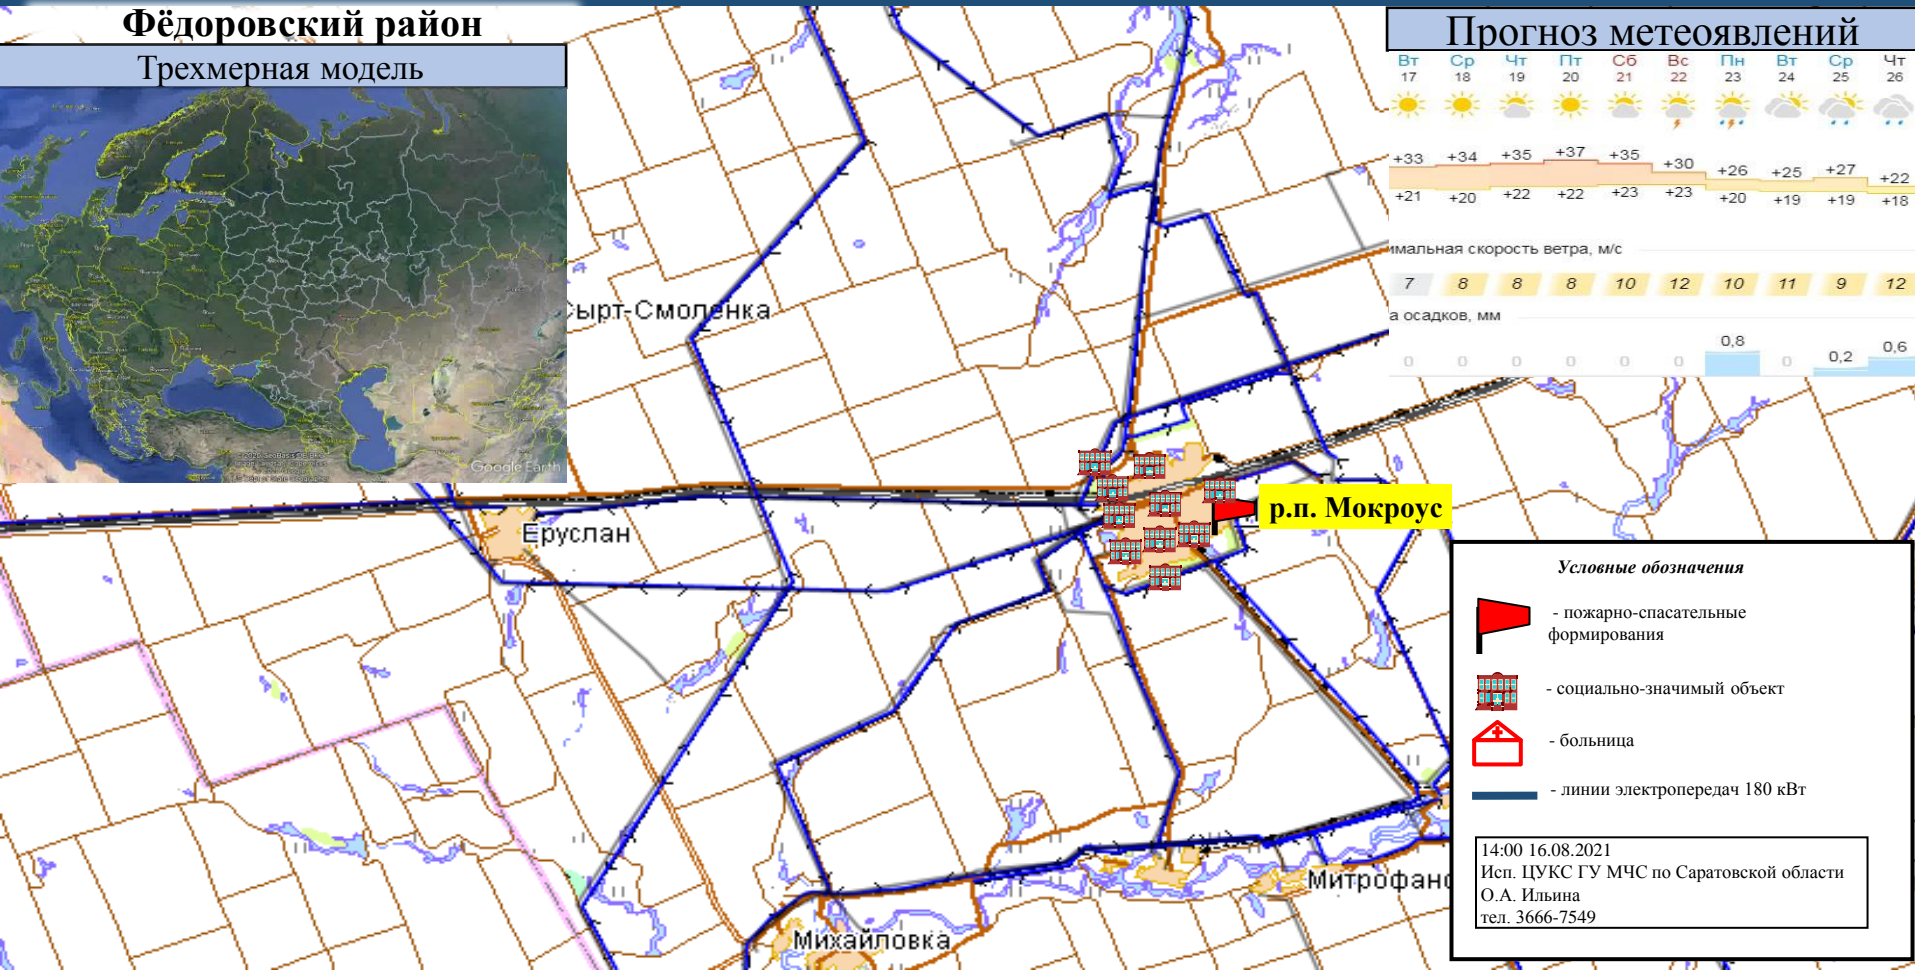 Фёдоровский район
Трехмерная модель
Google Earth
Прогноз метеоявлений
Вт Ср Чт Пт Сб Вс Пн Вт Ср Чт
17 18 19 20 21 22 23 24 25 26
+33 +34 +35 +37 +35 +30 +26 +25 +27 +22
+21 +20 +22 +22 +23 +23 +20 +19 +19 +18
имальная скорость ветра, м/с
7 8 8 8 10 12 10 11 9 12
а осадков, мм
0 0 0 0 0 0 0,8 0 0,2 0,6
сырт-Смоленка
Еруслан
р.п. Мокроус
Митрофано
Михайловка
Условные обозначения
- пожарно-спасательные
формирования
- социально-значимый объект
- больница
- линии электропередач 180 кВт
14:00 16.08.2021
Исп. ЦУКС ГУ МЧС по Саратовской области
О.А. Ильина
тел. 3666-7549